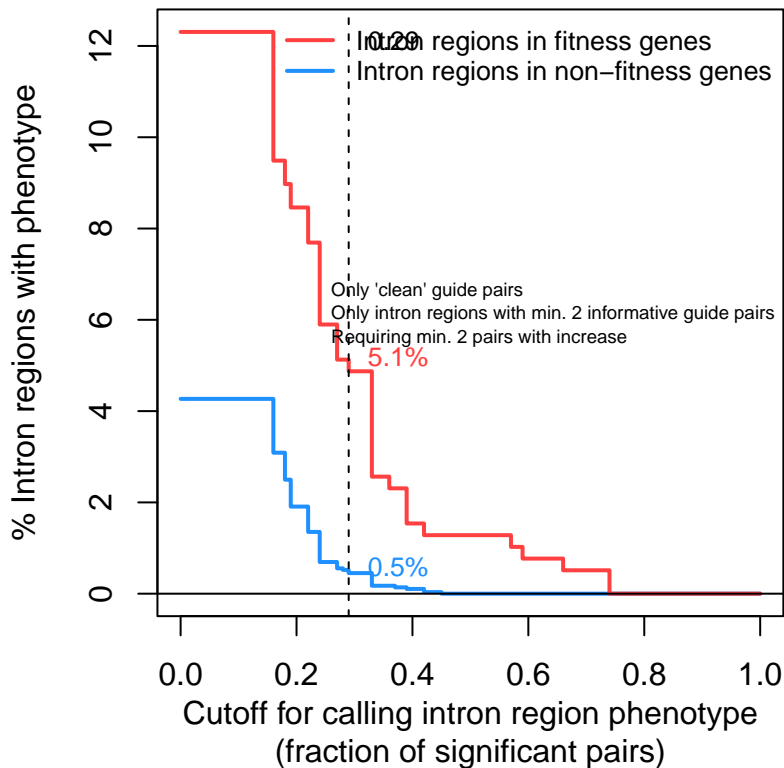 0.29
Intron regions in fitness genes
Intron regions in non−fitness genes
Only 'clean' guide pairs
Only intron regions with min. 2 informative guide pairs
Requiring min. 2 pairs with increase
5.1%
0.5%
% Intron regions with phenotype
12
10
8
6
4
2
0
0.0 0.2 0.4 0.6 0.8 1.0
Cutoff for calling intron region phenotype
(fraction of significant pairs)